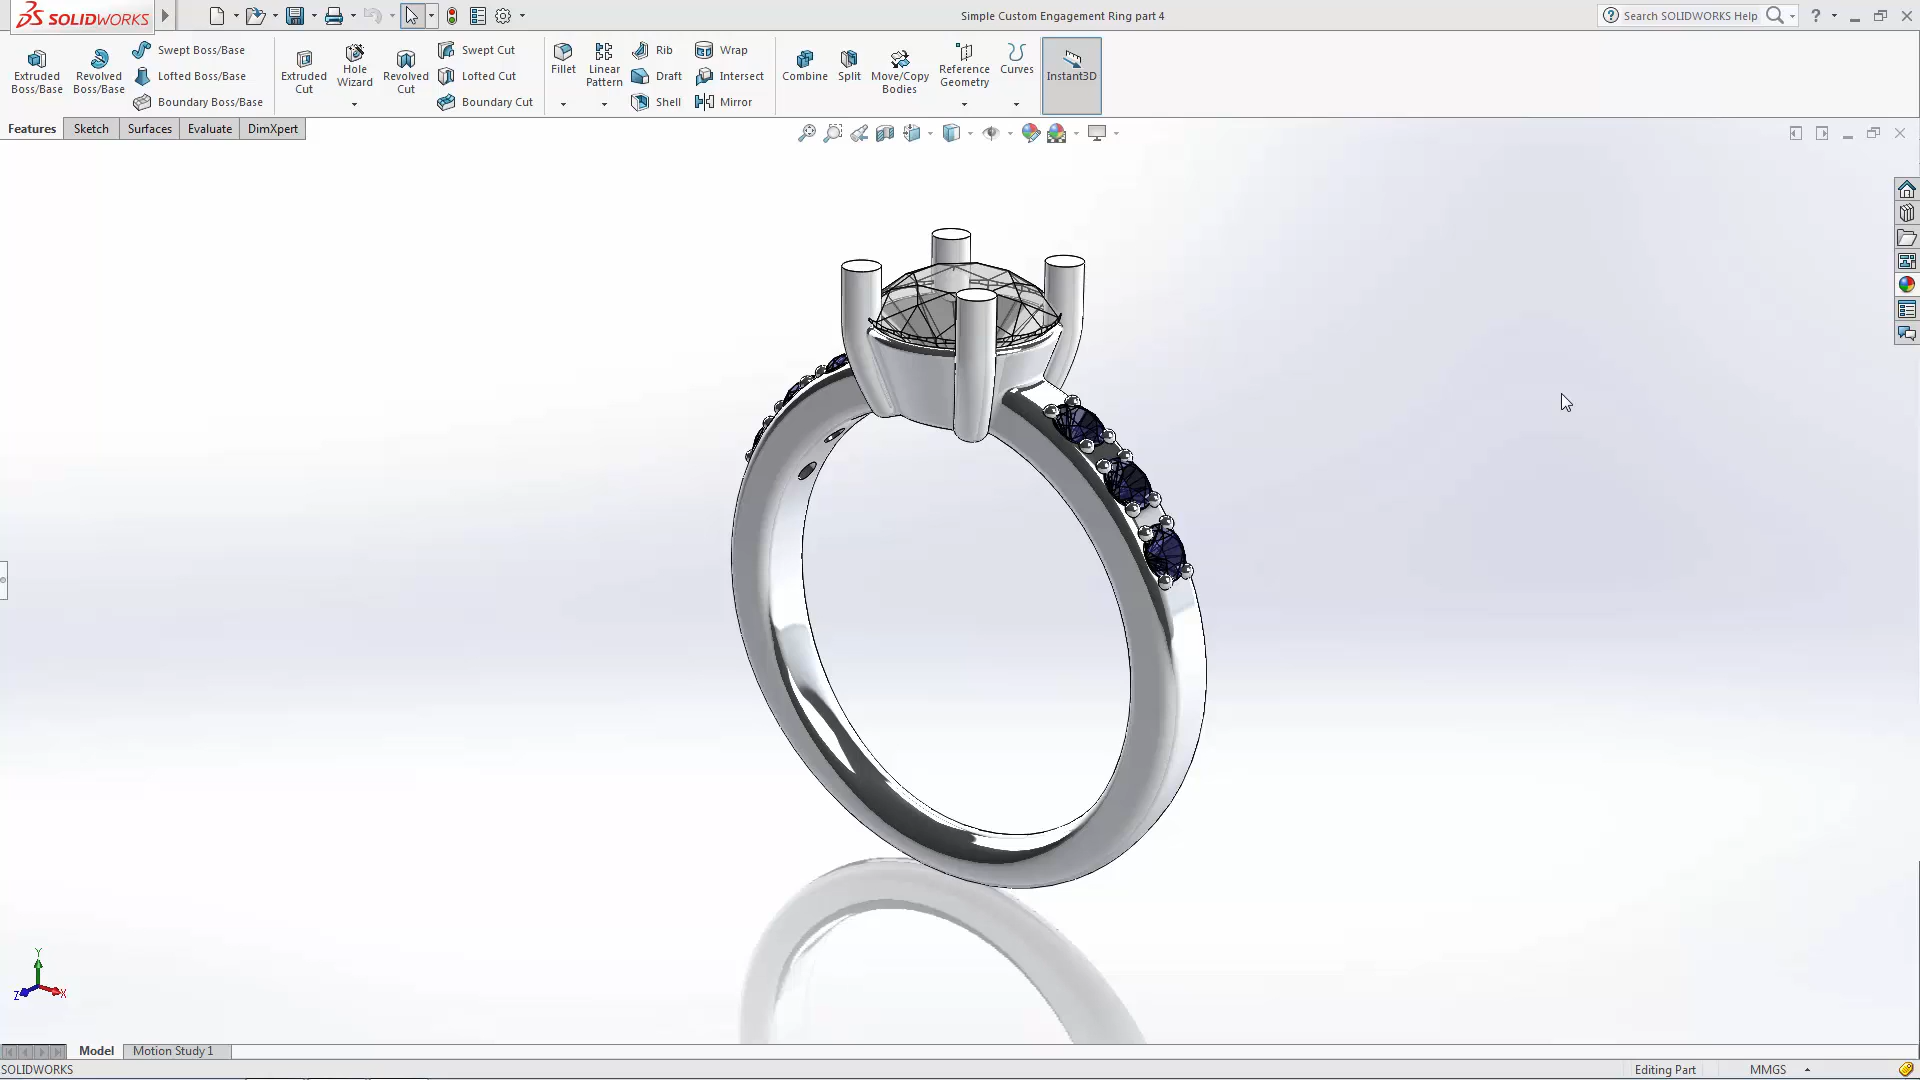 SOLIDWORKS
Simple Custom Engagement Ring part 4
Search SOLIDWORKS Help
?
Extruded Boss/Base
Revolved Boss/Base
Swept Boss/Base
Lofted Boss/Base
Boundary Boss/Base
Extruded Cut
Hole Wizard
Revolved Cut
Swept Cut
Lofted Cut
Boundary Cut
Fillet
Linear Pattern
Rib
Draft
Shell
Wrap
Intersect
Mirror
Combine
Split
Move/Copy Bodies
Reference Geometry
Curves
Instant3D
Features
Sketch
Surfaces
Evaluate
DimXpert
Y
Z
X
Model
Motion Study 1
SOLIDWORKS
Editing Part
MMGS